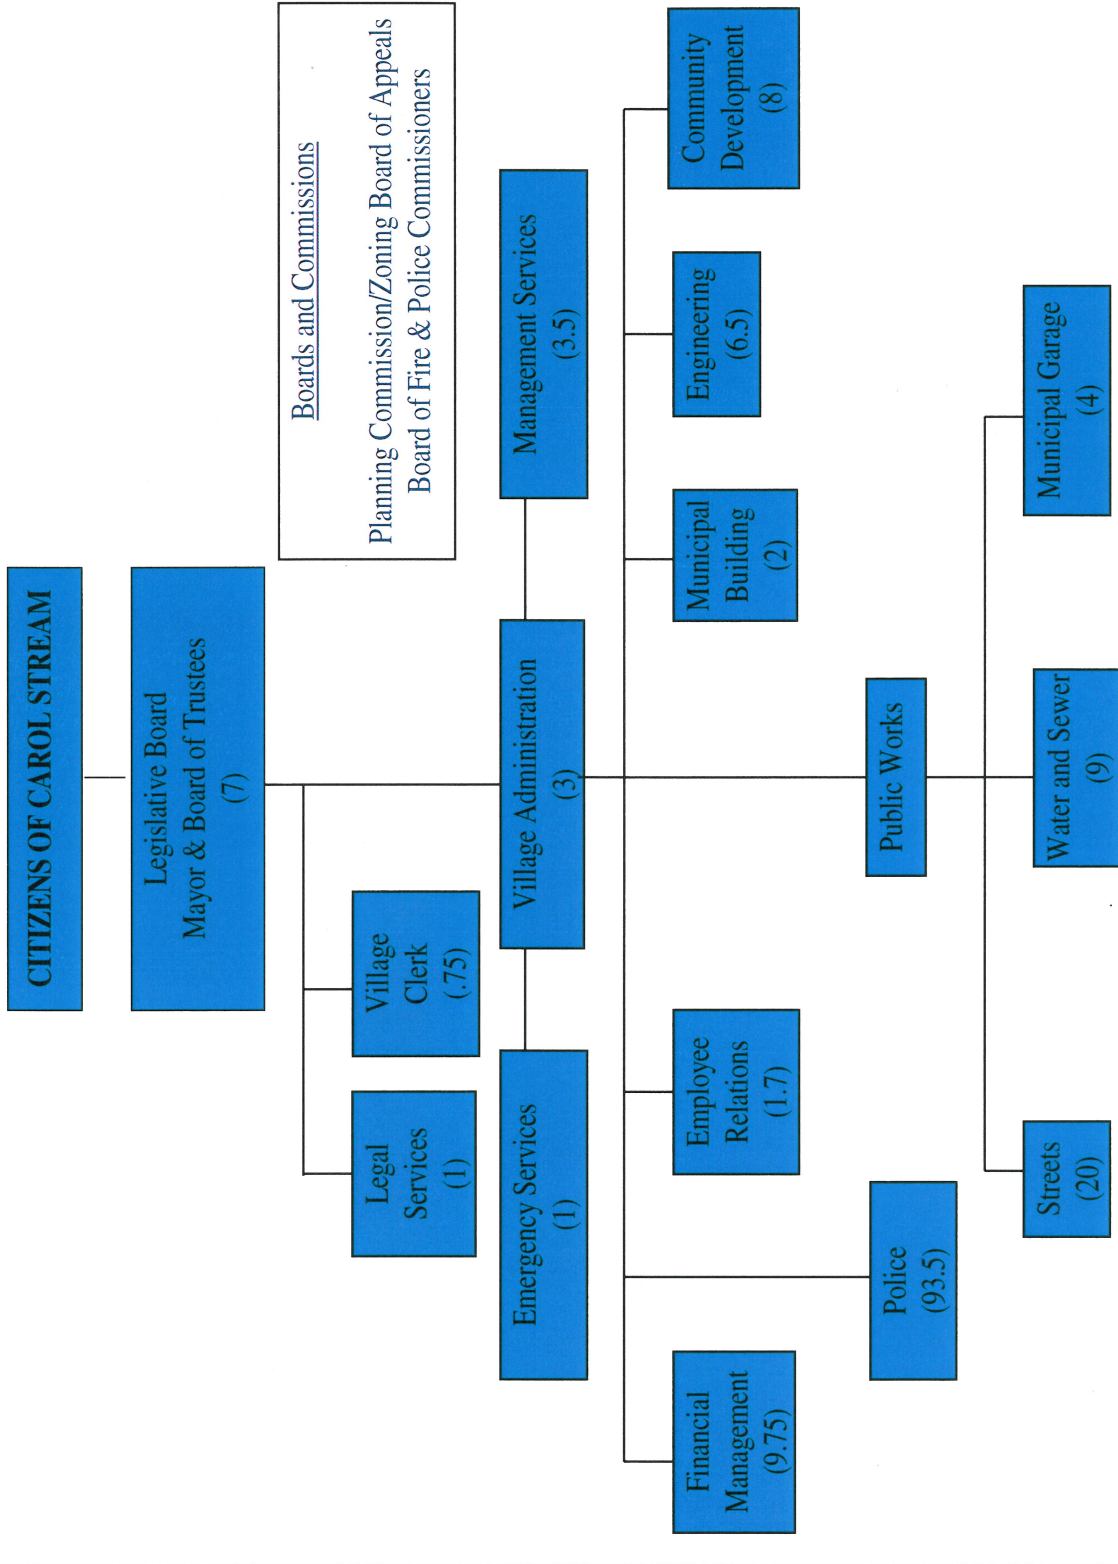 CITIZENS OF CAROL STREAM
Legislative Board
Mayor & Board of Trustees
(7)
Boards and Commissions
Planning Commission/Zoning Board of Appeals
Board of Fire & Police Commissioners
Legal
Services
(1)
Village
Clerk
(.75)
Emergency Services
(1)
Village Administration
(3)
Management Services
(3.5)
Financial
Management
(9.75)
Employee
Relations
(1.7)
Municipal
Building
(2)
Engineering
(6.5)
Community
Development
(8)
Police
(93.5)
Public Works
Streets
(20)
Water and Sewer
(9)
Municipal Garage
(4)